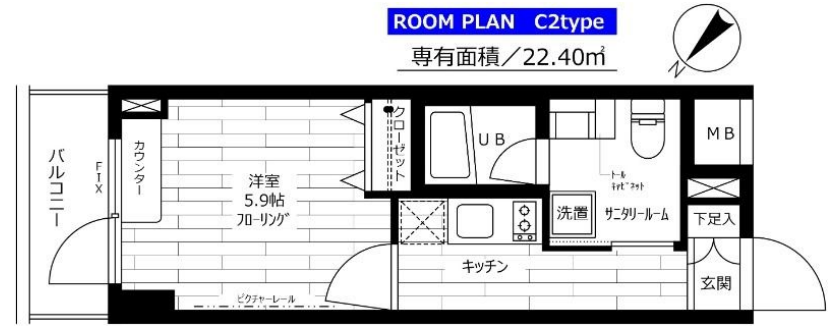 ROOM PLAN C2type
専有面積／22.40㎡
N
バルコニー
FIX
カウンター
洋室
5.9帖
フローリング
ピクチャーレール
クローゼット
UB
トール
キャビネット
洗置
サニタリールーム
MB
下足入
キッチン
玄関